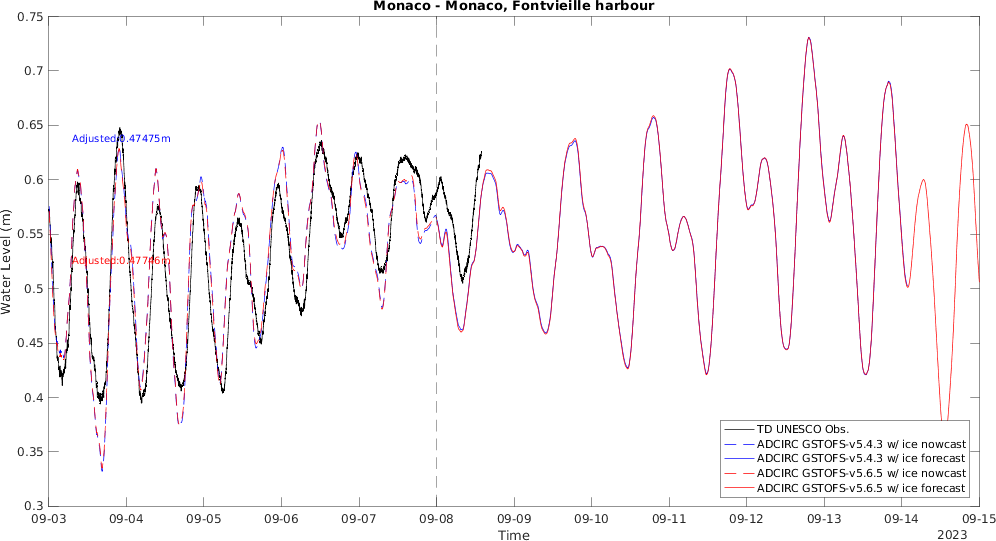 Monaco - Monaco, Fontvieille harbour
0.75
0.7
0.65
0.6
0.55
0.5
0.45
0.4
0.35
0.3
Water Level (m)
Adjusted:0.47475m
Adjusted:0.47746m
TD UNESCO Obs.
ADCIRC GSTOFS-v5.4.3 w/ ice nowcast
ADCIRC GSTOFS-v5.4.3 w/ ice forecast
ADCIRC GSTOFS-v5.6.5 w/ ice nowcast
ADCIRC GSTOFS-v5.6.5 w/ ice forecast
09-03 09-04 09-05 09-06 09-07 09-08 09-09 09-10 09-11 09-12 09-13 09-14 09-15
Time
2023